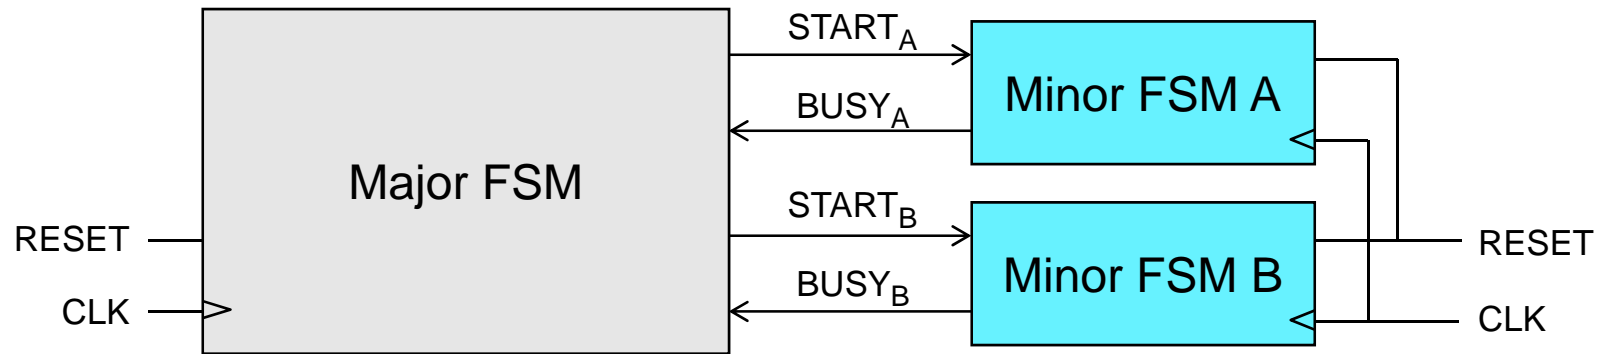 START_A
Minor FSM A
BUSY_A
Major FSM
START_B
RESET
Minor FSM B
RESET
BUSY_B
CLK
CLK